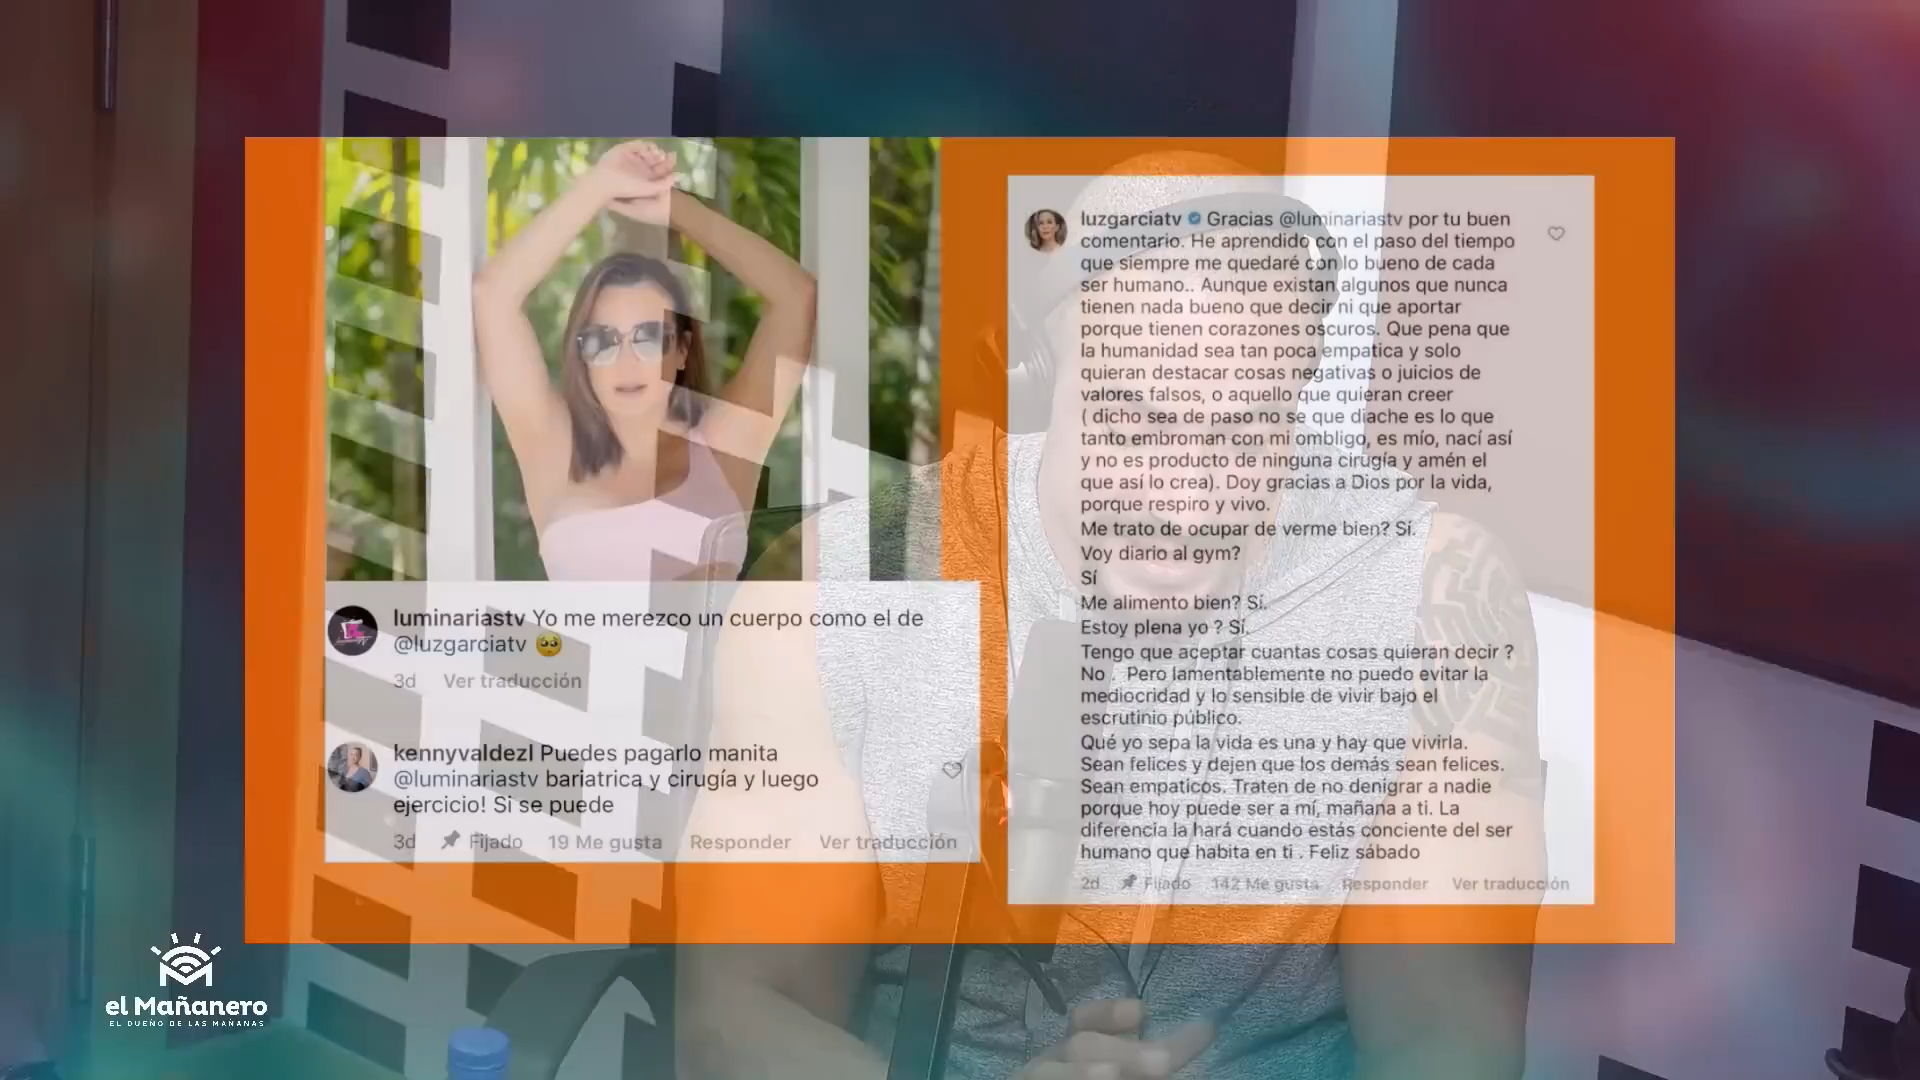 luminariastv Yo me merezco un cuerpo como el de
@luzgarciatv 🥺
3d Ver traducción
kennyvaldezl Puedes pagarlo manita
@luminariastv bariatrica y cirugía y luego
ejercicio! Si se puede
3d Fijado 19 Me gusta Responder Ver traducción
luzgarciatv Gracias @luminariastv por tu buen
comentario. He aprendido con el paso del tiempo
que siempre me quedaré con lo bueno de cada
ser humano.. Aunque existan algunos que nunca
tienen nada bueno que decir ni que aportar
porque tienen corazones oscuros. Que pena que
la humanidad sea tan poca empatica y solo
quieran destacar cosas negativas o juicios de
valores falsos, o aquello que quieran creer
( dicho sea de paso no se que diache es lo que
tanto embroman con mi ombligo, es mío, nací así
y no es producto de ninguna cirugía y amén el
que así lo crea). Doy gracias a Dios por la vida,
porque respiro y vivo.
Me trato de ocupar de verme bien? Sí.
Voy diario al gym?
Sí
Me alimento bien? Sí.
Estoy plena yo ? Sí.
Tengo que aceptar cuantas cosas quieran decir ?
No . Pero lamentablemente no puedo evitar la
mediocridad y lo sensible de vivir bajo el
escrutinio público.
Qué yo sepa la vida es una y hay que vivirla.
Sean felices y dejen que los demás sean felices.
Sean empaticos. Traten de no denigrar a nadie
porque hoy puede ser a mí, mañana a ti. La
diferencia la hará cuando estás conciente del ser
humano que habita en ti . Feliz sábado
2d Fijado 142 Me gusta Responder Ver traducción
el Mañanero
EL DUEÑO DE LAS MAÑANAS